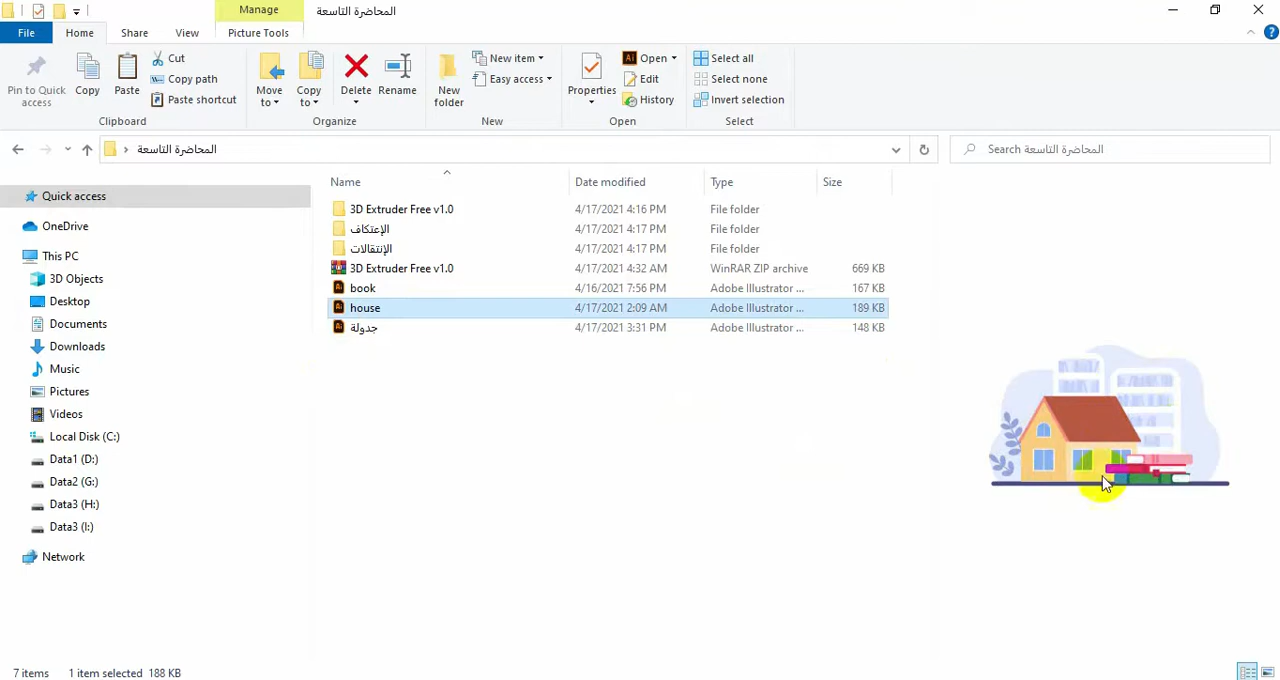 Manage
المحاضرة التاسعة
File
Home
Share
View
Picture Tools
Pin to Quick access
Copy
Paste
Cut
Copy path
Paste shortcut
Clipboard
Move to
Copy to
Delete
Rename
Organize
New folder
New item
Easy access
New
Properties
Open
Edit
History
Open
Select all
Select none
Invert selection
Select
المحاضرة التاسعة
Search المحاضرة التاسعة
Name Date modified Type Size
3D Extruder Free v1.0 4/17/2021 4:16 PM File folder
الإعتكاف 4/17/2021 4:17 PM File folder
الإنتقالات 4/17/2021 4:17 PM File folder
3D Extruder Free v1.0 4/17/2021 4:32 AM WinRAR ZIP archive 669 KB
book 4/16/2021 7:56 PM Adobe Illustrator ... 167 KB
house 4/17/2021 2:09 AM Adobe Illustrator ... 189 KB
جدولة 4/17/2021 3:31 PM Adobe Illustrator ... 148 KB
Quick access
OneDrive
This PC
3D Objects
Desktop
Documents
Downloads
Music
Pictures
Videos
Local Disk (C:)
Data1 (D:)
Data2 (G:)
Data3 (H:)
Data3 (I:)
Network
7 items 1 item selected 188 KB